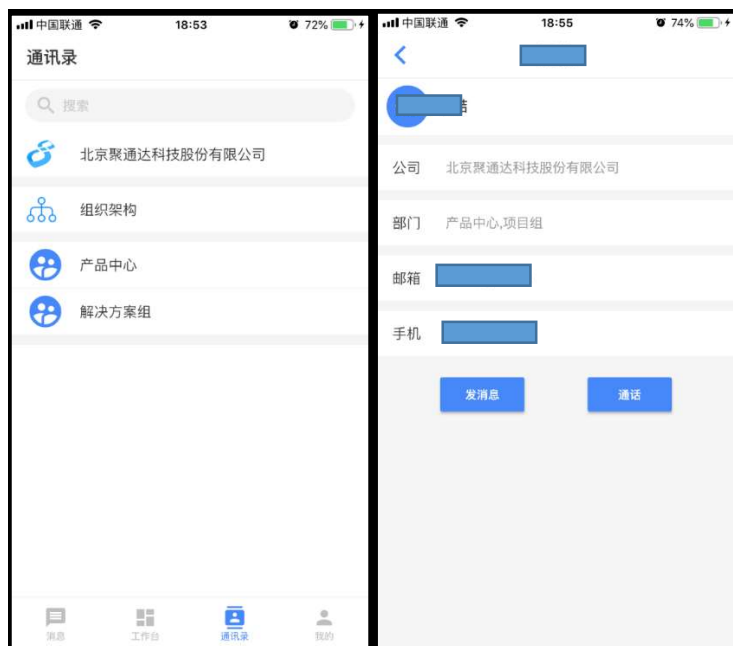 中国联通
18:53
72%
通讯录
搜索
北京聚通达科技股份有限公司
组织架构
产品中心
解决方案组
消息
工作台
通讯录
我的
中国联通
18:55
74%
公司 北京聚通达科技股份有限公司
部门 产品中心,项目组
邮箱
手机
发消息
通话